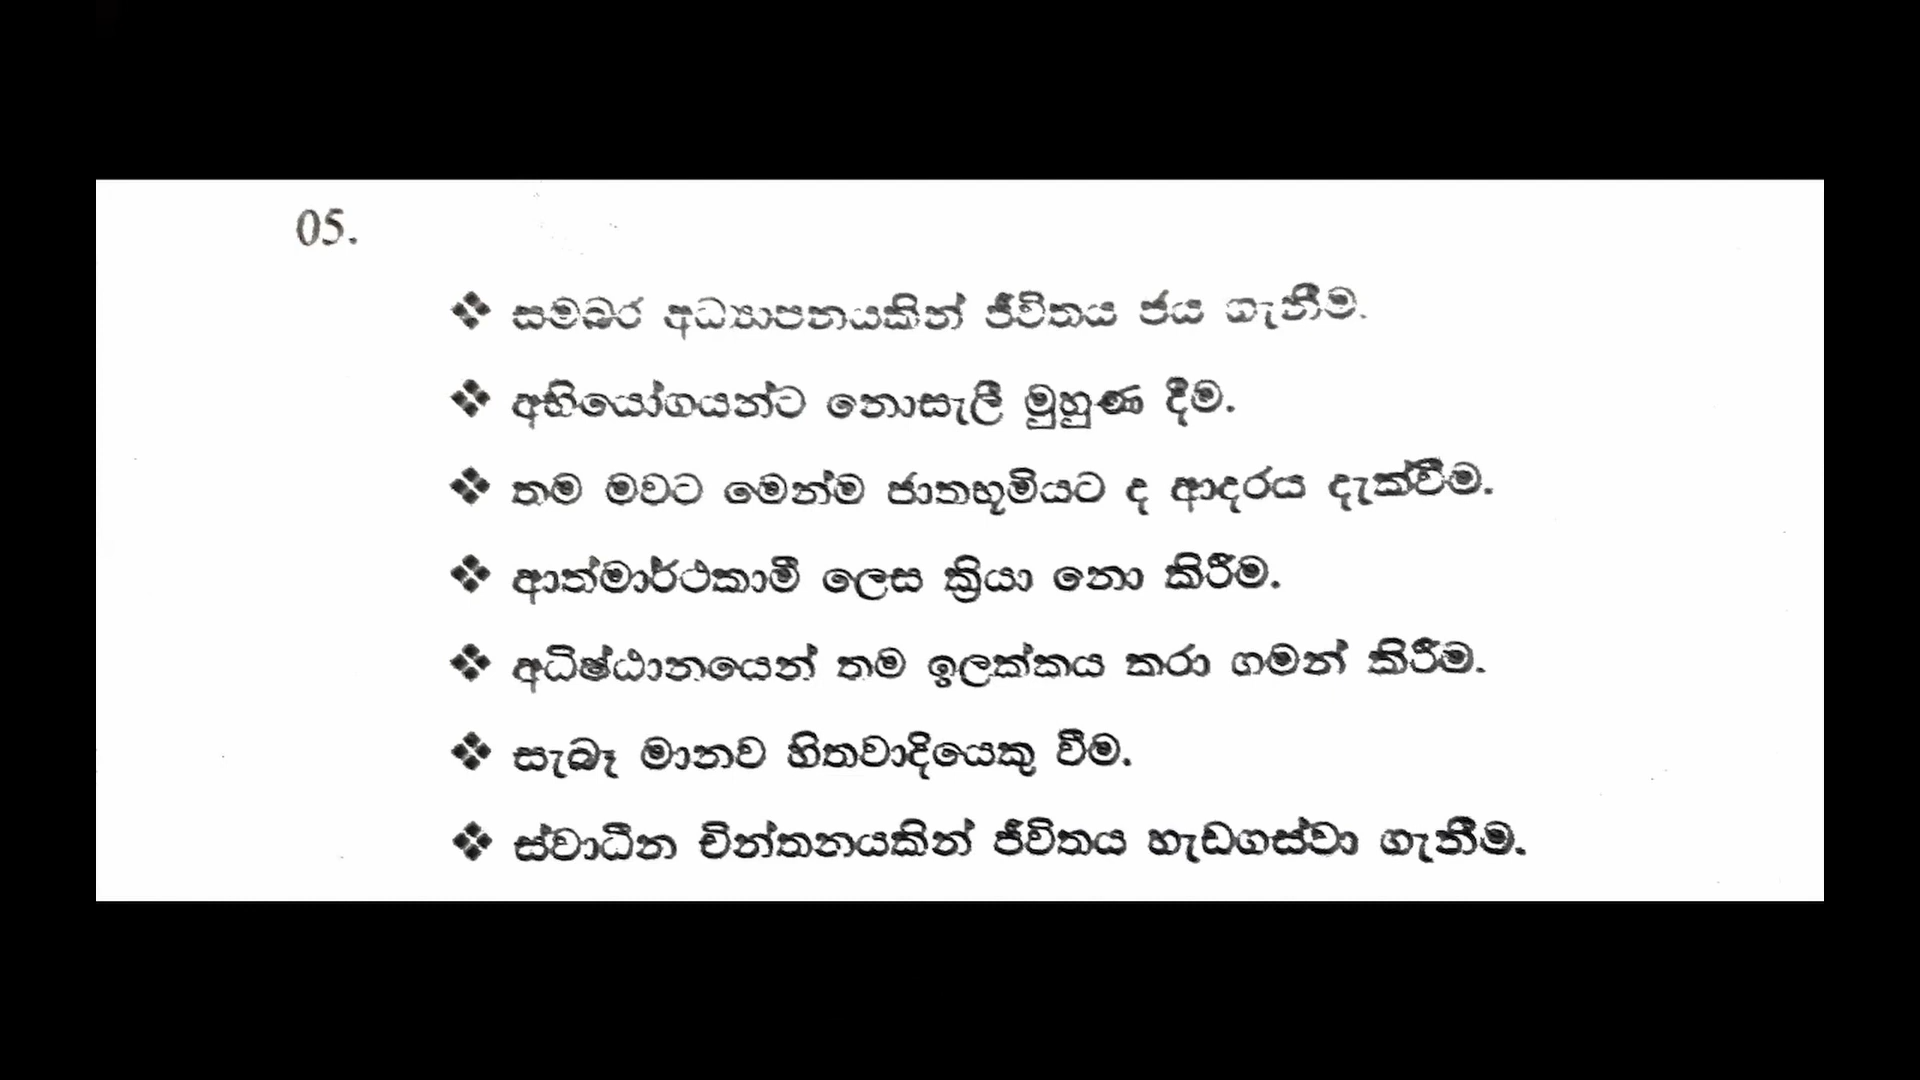 05.
❖ සමබර අධ්‍යාපනයකින් ජීවිතය ජය ගැනීම.
❖ අභියෝගයන්ට නොසැලී මුහුණ දීම.
❖ තම මවට මෙන්ම ජාතභූමියට ද ආදරය දැක්වීම.
❖ ආත්මාර්ථකාමී ලෙස ක්‍රියා නො කිරීම.
❖ අධිෂ්ඨානයෙන් තම ඉලක්කය කරා ගමන් කිරීම.
❖ සැබෑ මානව හිතවාදියෙකු වීම.
❖ ස්වාධීන චින්තනයකින් ජීවිතය හැඩගස්වා ගැනීම.